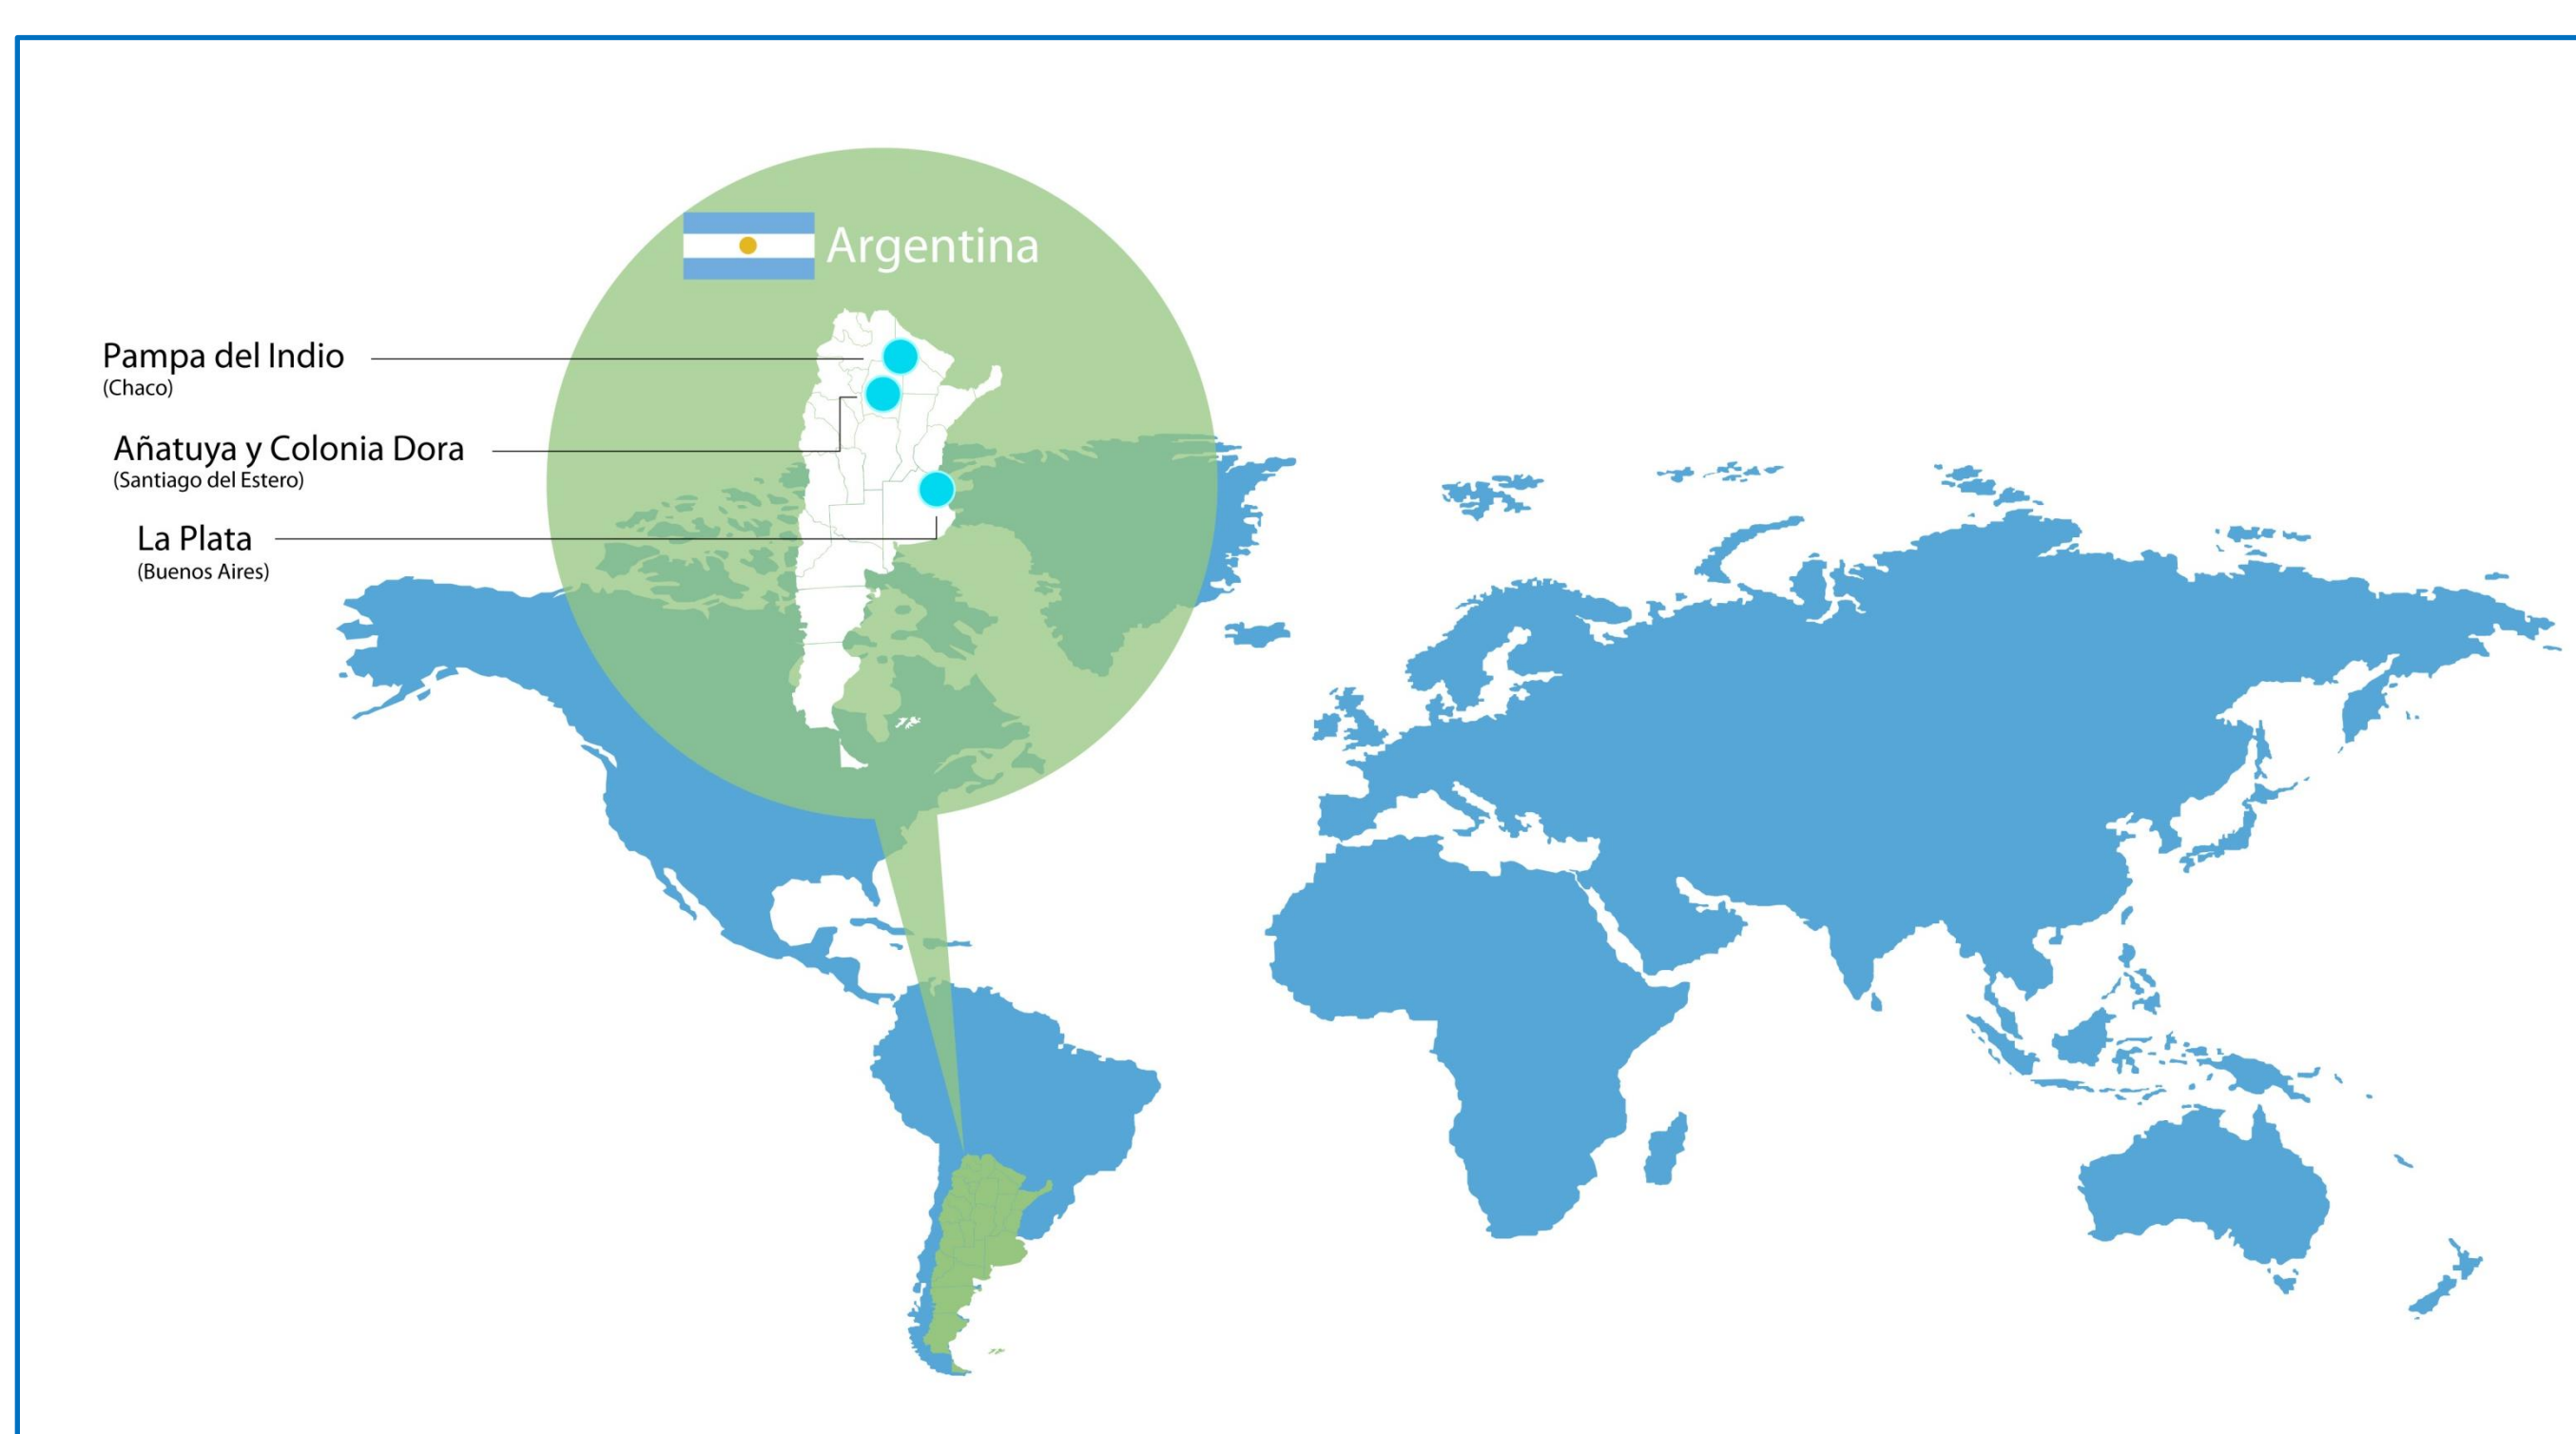 Argentina
Pampa del Indio
(Chaco)
Añatuya y Colonia Dora
(Santiago del Estero)
La Plata
(Buenos Aires)